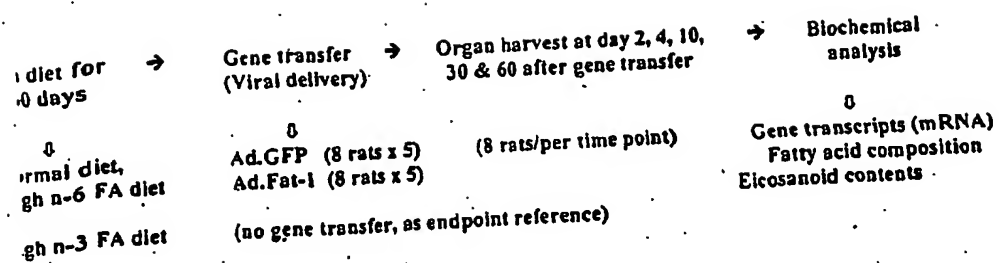 diet for → Gene transfer → Organ harvest at day 2, 4, 10, → Biochemical
0 days (Viral delivery) 30 & 60 after gene transfer analysis
⇩ ⇩ ⇩
rmal diet, Ad.GFP (8 rats x 5) (8 rats/per time point) Gene transcripts (mRNA)
gh n-6 FA diet Ad.Fat-1 (8 rats x 5) Fatty acid composition
Eicosanoid contents
gh n-3 FA diet (no gene transfer, as endpoint reference)